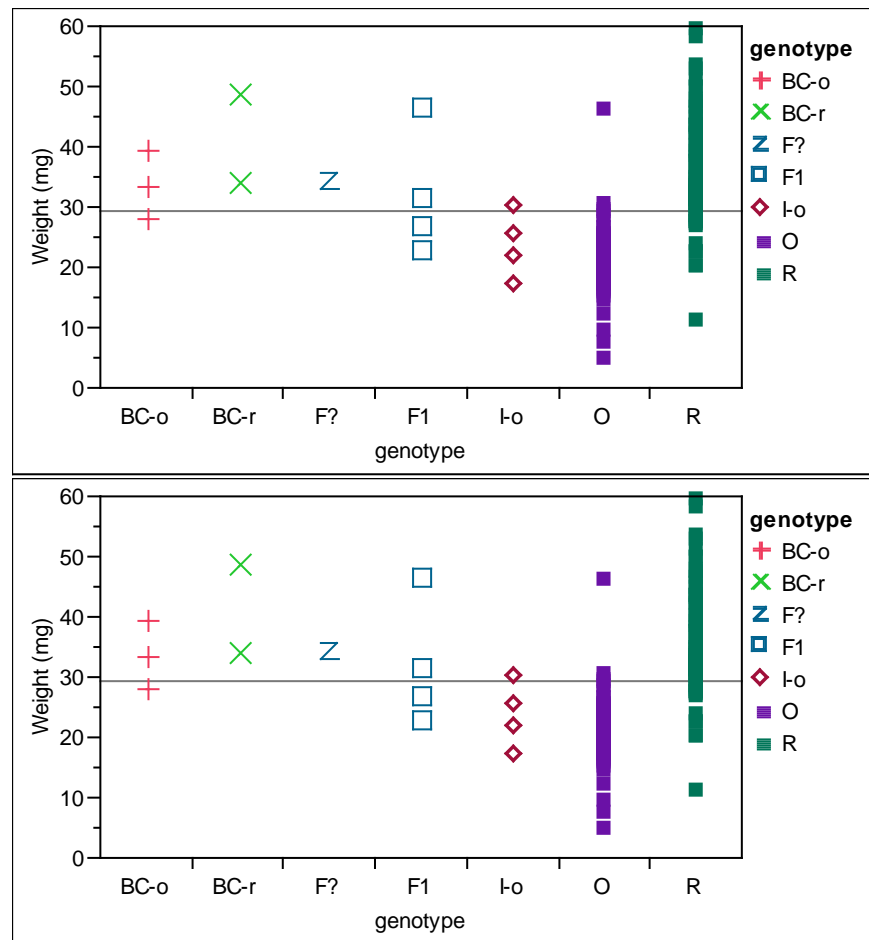 60
50
40
30
20
10
0
Weight (mg)
BC-o BC-r F? F1 I-o O R
genotype
genotype
BC-o
BC-r
F?
F1
I-o
O
R
60
50
40
30
20
10
0
Weight (mg)
BC-o BC-r F? F1 I-o O R
genotype
genotype
BC-o
BC-r
F?
F1
I-o
O
R